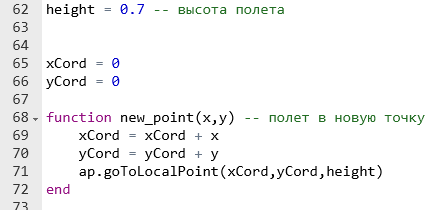 62 height = 0.7 -- высота полета
63
64
65 xCord = 0
66 yCord = 0
67
68 function new_point(x,y) -- полет в новую точку
69     xCord = xCord + x
70     yCord = yCord + y
71     ap.goToLocalPoint(xCord,yCord,height)
72 end
73